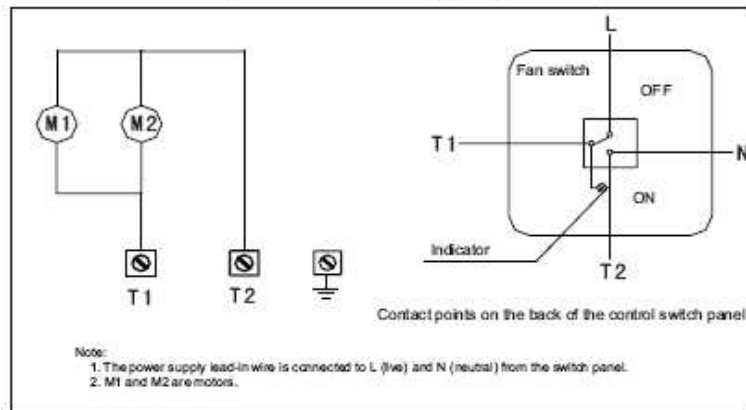 M1 M2
T1 T2
L
Fan switch
OFF
T1
N
ON
Indicator
T2
Contact points on the back of the control switch panel
Note:
1. The power supply lead-in wire is connected to L (live) and N (neutral) from the switch panel.
2. M1 and M2 are motors.